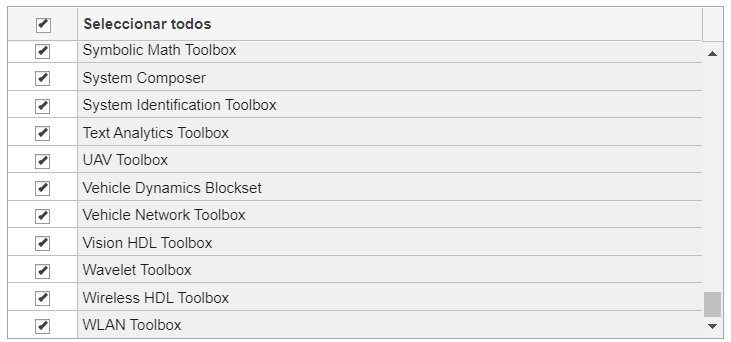 Seleccionar todos
Symbolic Math Toolbox
System Composer
System Identification Toolbox
Text Analytics Toolbox
UAV Toolbox
Vehicle Dynamics Blockset
Vehicle Network Toolbox
Vision HDL Toolbox
Wavelet Toolbox
Wireless HDL Toolbox
WLAN Toolbox